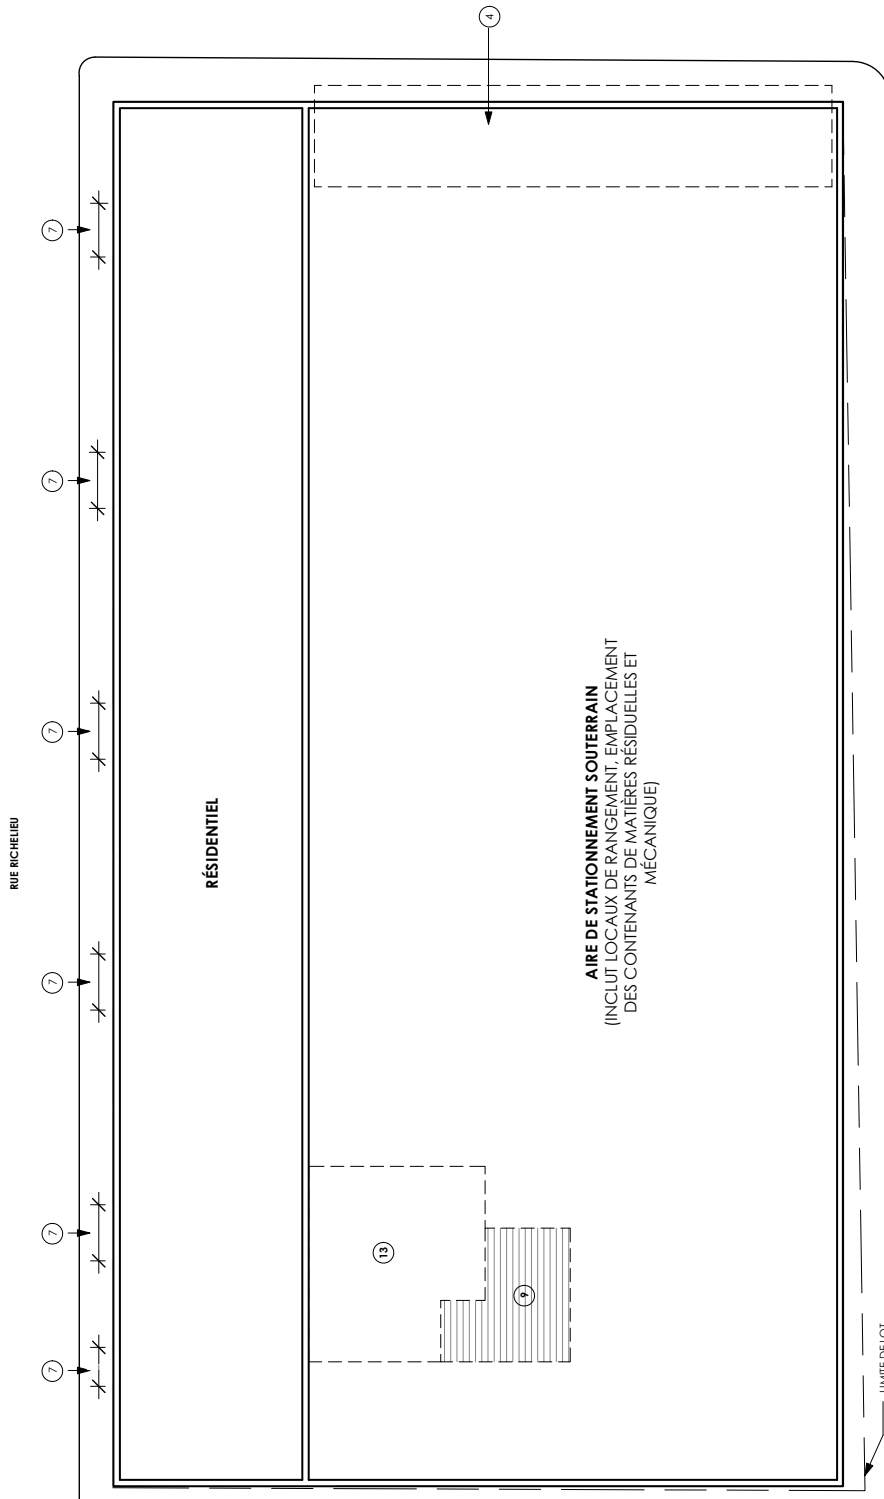 4
7
7
7
7
7
7
RUE RICHELIEU
RÉSIDENTIEL
AIRE DE STATIONNEMENT SOUTERRAIN
(INCLUT LOCAUX DE RANGEMENT, EMPLACEMENT
DES CONTENANTS DE MATIÈRES RÉSIDUELLES ET
MÉCANIQUE)
13
9
LIMITE DE LOT